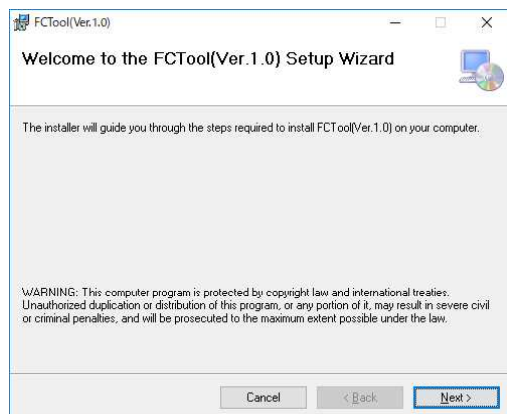 FCTool(Ver.1.0)
Welcome to the FCTool(Ver.1.0) Setup Wizard
The installer will guide you through the steps required to install FCTool(Ver.1.0) on your computer.
WARNING: This computer program is protected by copyright law and international treaties.
Unauthorized duplication or distribution of this program, or any portion of it, may result in severe civil
or criminal penalties, and will be prosecuted to the maximum extent possible under the law.
Cancel
< Back
Next >